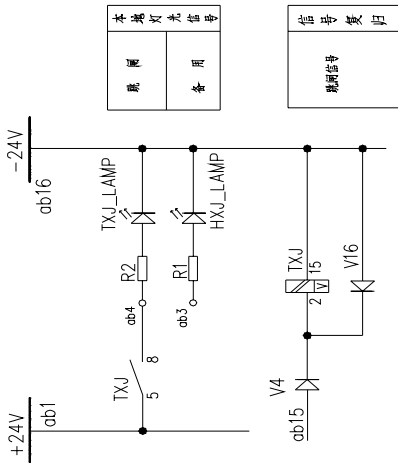 +24V
ab1
-24V
ab16
TXJ
5
8
ab4
R2
TXJ_LAMP
ab3
R1
HXJ_LAMP
ab15
V4
TXJ
2
V
15
V16
本地灯光信号
跳闸
备用
信号复归
跳闸信号